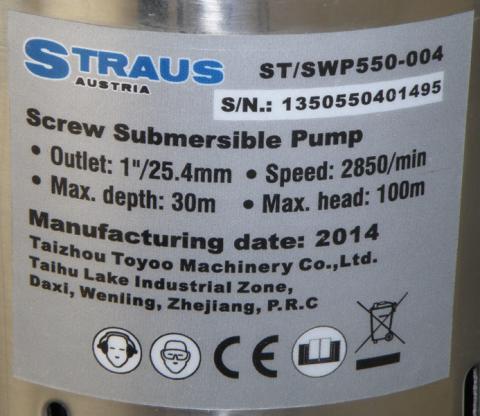 STRAUS
AUSTRIA
ST/SWP550-004
S/N.: 1350550401495
Screw Submersible Pump
• Outlet: 1"/25.4mm • Speed: 2850/min
• Max. depth: 30m • Max. head: 100m
Manufacturing date: 2014
Taizhou Toyoo Machinery Co.,Ltd.
Taihu Lake Industrial Zone,
Daxi, Wenling, Zhejiang, P.R.C
CE